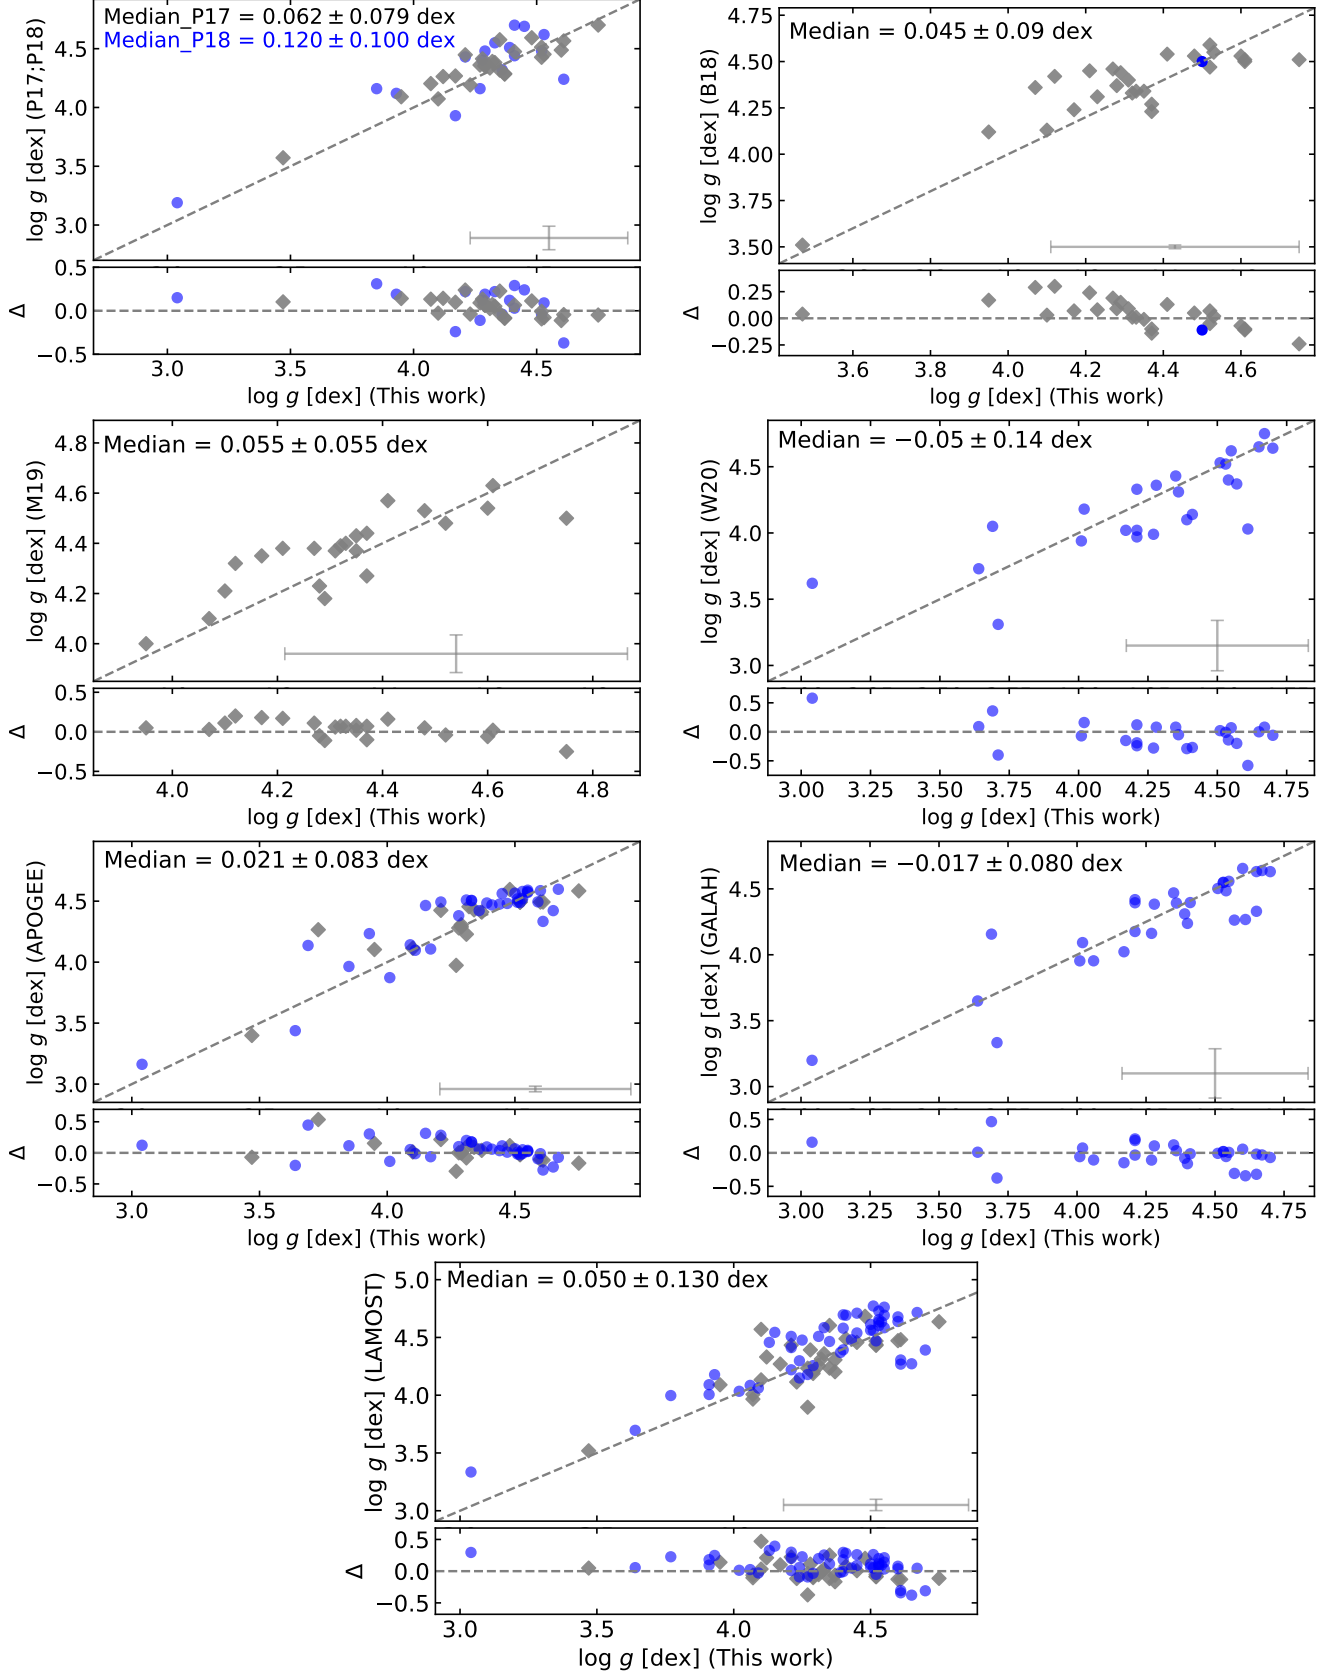 Median_P17 = 0.062 ± 0.079 dex
Median_P18 = 0.120 ± 0.100 dex
log g [dex] (P17;P18)
4.5
4.0
3.5
3.0
0.5
0.0
−0.5
Δ
3.0 3.5 4.0 4.5
log g [dex] (This work)
Median = 0.045 ± 0.09 dex
log g [dex] (B18)
4.75
4.50
4.25
4.00
3.75
3.50
0.25
0.00
−0.25
Δ
3.6 3.8 4.0 4.2 4.4 4.6
log g [dex] (This work)
Median = 0.055 ± 0.055 dex
log g [dex] (M19)
4.8
4.6
4.4
4.2
4.0
0.5
0.0
−0.5
Δ
4.0 4.2 4.4 4.6 4.8
log g [dex] (This work)
Median = −0.05 ± 0.14 dex
log g [dex] (W20)
4.5
4.0
3.5
3.0
0.5
0.0
−0.5
Δ
3.00 3.25 3.50 3.75 4.00 4.25 4.50 4.75
log g [dex] (This work)
Median = 0.021 ± 0.083 dex
log g [dex] (APOGEE)
4.5
4.0
3.5
3.0
0.5
0.0
−0.5
Δ
3.0 3.5 4.0 4.5
log g [dex] (This work)
Median = −0.017 ± 0.080 dex
log g [dex] (GALAH)
4.5
4.0
3.5
3.0
0.5
0.0
−0.5
Δ
3.00 3.25 3.50 3.75 4.00 4.25 4.50 4.75
log g [dex] (This work)
Median = 0.050 ± 0.130 dex
log g [dex] (LAMOST)
5.0
4.5
4.0
3.5
3.0
0.5
0.0
−0.5
Δ
3.0 3.5 4.0 4.5
log g [dex] (This work)